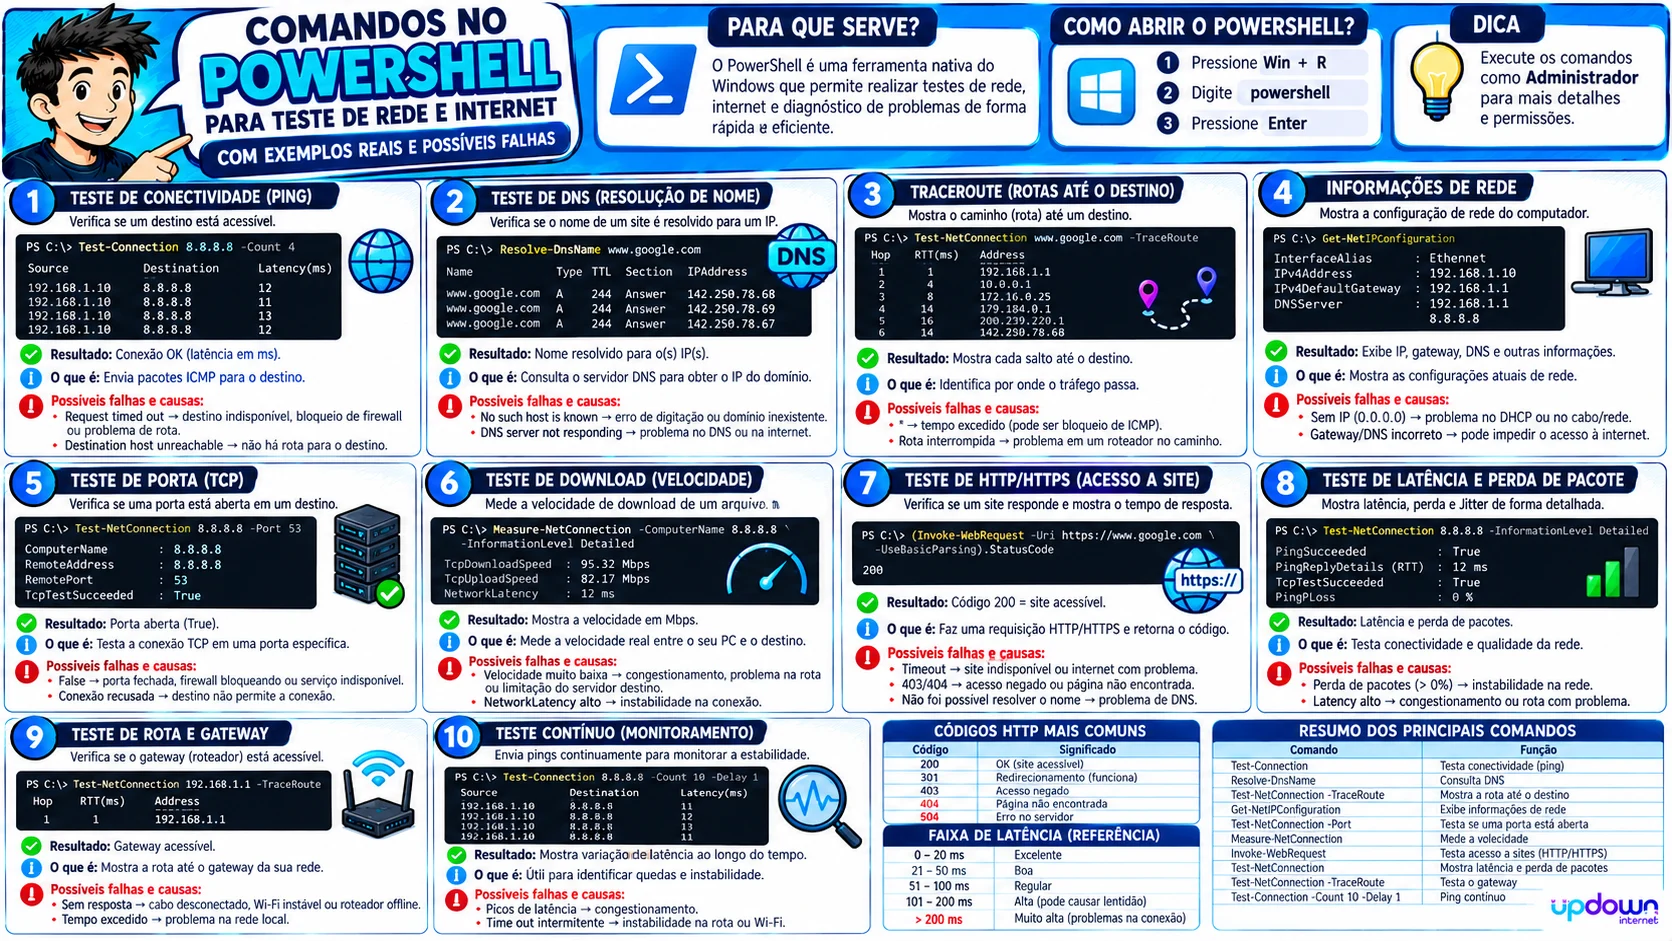 COMANDOS NO
POWERSHELL
PARA TESTE DE REDE E INTERNET
COM EXEMPLOS REAIS E POSSÍVEIS FALHAS
PARA QUE SERVE?
O PowerShell é uma ferramenta nativa do
Windows que permite realizar testes de rede,
internet e diagnóstico de problemas de forma
rápida e eficiente.
COMO ABRIR O POWERSHELL?
1 Pressione Win + R
2 Digite powershell
3 Pressione Enter
DICA
Execute os comandos
como Administrador
para mais detalhes
e permissões.
1 TESTE DE CONECTIVIDADE (PING)
Verifica se um destino está acessível.
PS C:\> Test-Connection 8.8.8.8 -Count 4
Source Destination Latency(ms)
192.168.1.10 8.8.8.8 12
192.168.1.10 8.8.8.8 11
192.168.1.10 8.8.8.8 13
192.168.1.10 8.8.8.8 12
Resultado: Conexão OK (latência em ms).
O que é: Envia pacotes ICMP para o destino.
Possíveis falhas e causas:
• Request timed out → destino indisponível, bloqueio de firewall
ou problema de rota.
• Destination host unreachable → não há rota para o destino.
2 TESTE DE DNS (RESOLUÇÃO DE NOME)
Verifica se o nome de um site é resolvido para um IP.
PS C:\> Resolve-DnsName www.google.com
Name Type TTL Section IPAddress
www.google.com A 244 Answer 142.250.78.68
www.google.com A 244 Answer 142.250.78.69
www.google.com A 244 Answer 142.250.78.67
DNS
Resultado: Nome resolvido para o(s) IP(s).
O que é: Consulta o servidor DNS para obter o IP do domínio.
Possíveis falhas e causas:
• No such host is known → erro de digitação ou domínio inexistente.
• DNS server not responding → problema no DNS ou na internet.
3 TRACEROUTE (ROTAS ATÉ O DESTINO)
Mostra o caminho (rota) até um destino.
PS C:\> Test-NetConnection www.google.com -TraceRoute
Hop RTT(ms) Address
1 1 192.168.1.1
2 4 10.0.0.1
3 8 172.16.0.25
4 14 179.184.0.1
5 16 200.239.220.1
6 14 142.250.78.68
Resultado: Mostra cada salto até o destino.
O que é: Identifica por onde o tráfego passa.
Possíveis falhas e causas:
• * → tempo excedido (pode ser bloqueio de ICMP).
• Rota interrompida → problema em um roteador no caminho.
4 INFORMAÇÕES DE REDE
Mostra a configuração de rede do computador.
PS C:\> Get-NetIPConfiguration
InterfaceAlias : Ethernet
IPv4Address : 192.168.1.10
IPv4DefaultGateway : 192.168.1.1
DNSServer : 192.168.1.1
8.8.8.8
Resultado: Exibe IP, gateway, DNS e outras informações.
O que é: Mostra as configurações atuais de rede.
Possíveis falhas e causas:
• Sem IP (0.0.0.0) → problema no DHCP ou no cabo/rede.
• Gateway/DNS incorreto → pode impedir o acesso à internet.
5 TESTE DE PORTA (TCP)
Verifica se uma porta está aberta em um destino.
PS C:\> Test-NetConnection 8.8.8.8 -Port 53
ComputerName : 8.8.8.8
RemoteAddress : 8.8.8.8
RemotePort : 53
TcpTestSucceeded : True
Resultado: Porta aberta (True).
O que é: Testa a conexão TCP em uma porta específica.
Possíveis falhas e causas:
• False → porta fechada, firewall bloqueando ou serviço indisponível.
• Conexão recusada → destino não permite a conexão.
6 TESTE DE DOWNLOAD (VELOCIDADE)
Mede a velocidade de download de um arquivo.
PS C:\> Measure-NetConnection -ComputerName 8.8.8.8 `
-InformationLevel Detailed
TcpDownloadSpeed : 95.32 Mbps
TcpUploadSpeed : 82.17 Mbps
NetworkLatency : 12 ms
Resultado: Mostra a velocidade em Mbps.
O que é: Mede a velocidade real entre o seu PC e o destino.
Possíveis falhas e causas:
• Velocidade muito baixa → congestionamento, problema na rota
ou limitação do servidor destino.
• NetworkLatency alto → instabilidade na conexão.
7 TESTE DE HTTP/HTTPS (ACESSO A SITE)
Verifica se um site responde e mostra o tempo de resposta.
PS C:\> (Invoke-WebRequest -Uri https://www.google.com \
-UseBasicParsing).StatusCode
200
https://
Resultado: Código 200 = site acessível.
O que é: Faz uma requisição HTTP/HTTPS e retorna o código.
Possíveis falhas e causas:
• Timeout → site indisponível ou internet com problema.
• 403/404 → acesso negado ou página não encontrada.
• Não foi possível resolver o nome → problema de DNS.
8 TESTE DE LATÊNCIA E PERDA DE PACOTE
Mostra latência, perda e Jitter de forma detalhada.
PS C:\> Test-NetConnection 8.8.8.8 -InformationLevel Detailed
PingSucceeded : True
PingReplyDetails (RTT) : 12 ms
TcpTestSucceeded : True
PingPLoss : 0 %
Resultado: Latência e perda de pacotes.
O que é: Testa conectividade e qualidade da rede.
Possíveis falhas e causas:
• Perda de pacotes (> 0%) → instabilidade na rede.
• Latency alto → congestionamento ou rota com problema.
9 TESTE DE ROTA E GATEWAY
Verifica se o gateway (roteador) está acessível.
PS C:\> Test-NetConnection 192.168.1.1 -TraceRoute
Hop RTT(ms) Address
1 1 192.168.1.1
Resultado: Gateway acessível.
O que é: Mostra a rota até o gateway da sua rede.
Possíveis falhas e causas:
• Sem resposta → cabo desconectado, Wi-Fi instável ou roteador offline.
• Tempo excedido → problema na rede local.
10 TESTE CONTÍNUO (MONITORAMENTO)
Envia pings continuamente para monitorar a estabilidade.
PS C:\> Test-Connection 8.8.8.8 -Count 10 -Delay 1
Source Destination Latency(ms)
192.168.1.10 8.8.8.8 11
192.168.1.10 8.8.8.8 12
192.168.1.10 8.8.8.8 13
192.168.1.10 8.8.8.8 11
Resultado: Mostra variação de latência ao longo do tempo.
O que é: Útil para identificar quedas e instabilidade.
Possíveis falhas e causas:
• Picos de latência → congestionamento.
• Time out intermitente → instabilidade na rota ou Wi-Fi.
CÓDIGOS HTTP MAIS COMUNS
Código Significado
200 OK (site acessível)
301 Redirecionamento (funciona)
403 Acesso negado
404 Página não encontrada
504 Erro no servidor
FAIXA DE LATÊNCIA (REFERÊNCIA)
0 – 20 ms Excelente
21 – 50 ms Boa
51 – 100 ms Regular
101 – 200 ms Alta (pode causar lentidão)
> 200 ms Muito alta (problemas na conexão)
RESUMO DOS PRINCIPAIS COMANDOS
Comando Função
Test-Connection Testa conectividade (ping)
Resolve-DnsName Consulta DNS
Test-NetConnection -TraceRoute Mostra a rota até o destino
Get-NetIPConfiguration Exibe informações de rede
Test-NetConnection -Port Testa se uma porta está aberta
Measure-NetConnection Mede a velocidade
Invoke-WebRequest Testa acesso a sites (HTTP/HTTPS)
Test-NetConnection Mostra latência e perda de pacotes
Test-NetConnection -TraceRoute Testa o gateway
Test-Connection -Count 10 -Delay 1 Ping contínuo
updown
internet